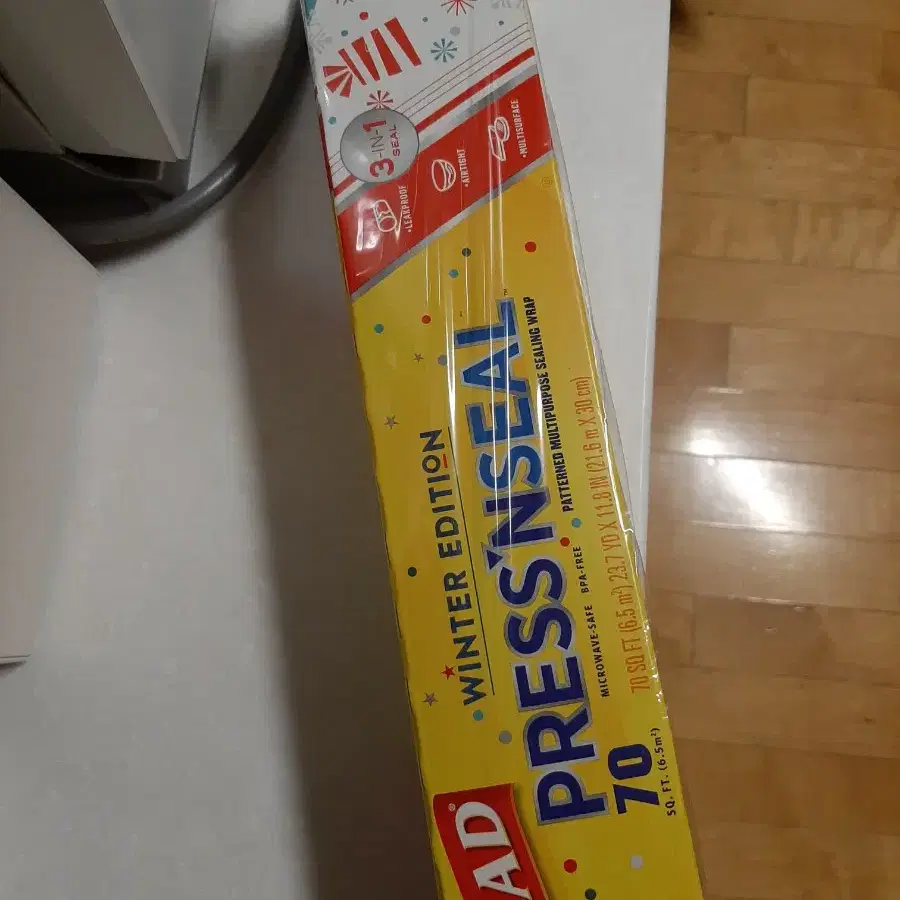 AD®
WINTER EDITION
PRESS'NSEAL™
PATTERNED MULTIPURPOSE SEALING WRAP
MICROWAVE-SAFE BPA-FREE
70 SQ FT (6.5 m²) 23.7 YD X 11.8 IN (21.6 m X 30 cm)
70
SQ. FT. (6.5m²)
3-IN-1
SEAL
•LEAKPROOF
•AIRTIGHT
•MULTISURFACE